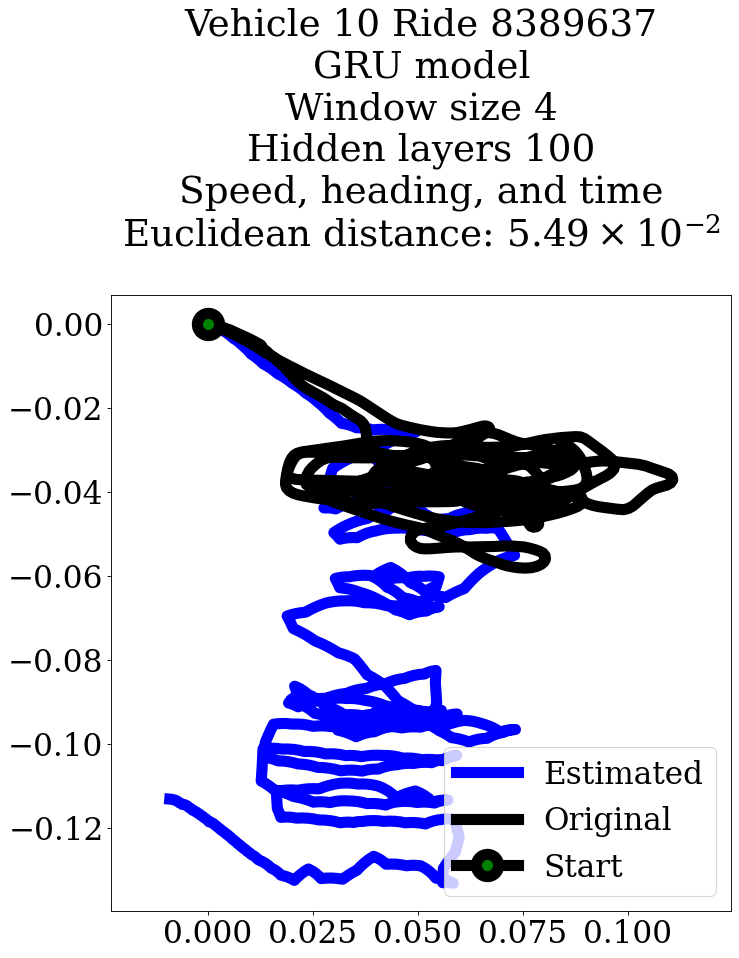 Vehicle 10 Ride 8389637
GRU model
Window size 4
Hidden layers 100
Speed, heading, and time
Euclidean distance: 5.49 × 10⁻²
0.00
−0.02
−0.04
−0.06
−0.08
−0.10
−0.12
Estimated
Original
Start
0.000 0.025 0.050 0.075 0.100